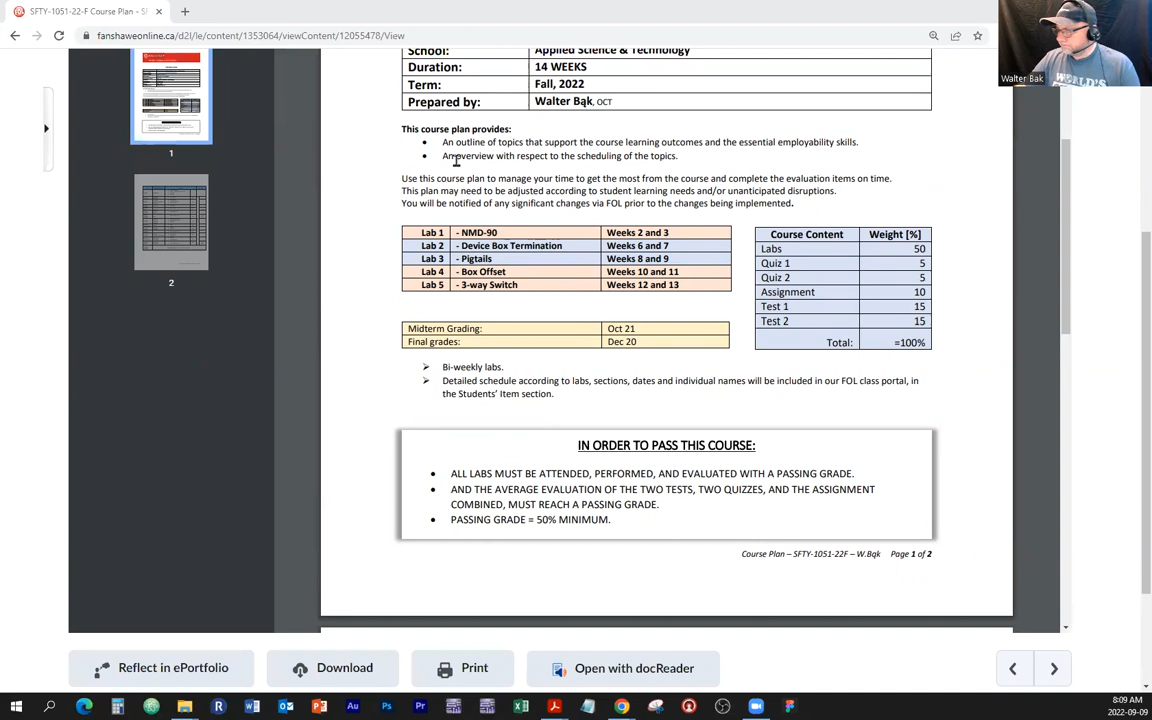 SFTY-1051-22-F Course Plan - S
fanshaweonline.ca/d2l/le/content/1353064/viewContent/12055478/View
Walter Bak
School: Applied Science & Technology
Duration: 14 WEEKS
Term: Fall, 2022
Prepared by: Walter Bąk, OCT
This course plan provides:
• An outline of topics that support the course learning outcomes and the essential employability skills.
• An overview with respect to the scheduling of the topics.
Use this course plan to manage your time to get the most from the course and complete the evaluation items on time.
This plan may need to be adjusted according to student learning needs and/or unanticipated disruptions.
You will be notified of any significant changes via FOL prior to the changes being implemented.
Lab 1 - NMD-90 Weeks 2 and 3
Lab 2 - Device Box Termination Weeks 6 and 7
Lab 3 - Pigtails Weeks 8 and 9
Lab 4 - Box Offset Weeks 10 and 11
Lab 5 - 3-way Switch Weeks 12 and 13
Course Content Weight [%]
Labs 50
Quiz 1 5
Quiz 2 5
Assignment 10
Test 1 15
Test 2 15
Total: =100%
Midterm Grading: Oct 21
Final grades: Dec 20
➢ Bi-weekly labs.
➢ Detailed schedule according to labs, sections, dates and individual names will be included in our FOL class portal, in
the Students' Item section.
IN ORDER TO PASS THIS COURSE:
• ALL LABS MUST BE ATTENDED, PERFORMED, AND EVALUATED WITH A PASSING GRADE.
• AND THE AVERAGE EVALUATION OF THE TWO TESTS, TWO QUIZZES, AND THE ASSIGNMENT
COMBINED, MUST REACH A PASSING GRADE.
• PASSING GRADE = 50% MINIMUM.
Course Plan – SFTY-1051-22F – W.Bąk Page 1 of 2
1
2
Reflect in ePortfolio
Download
Print
Open with docReader
8:09 AM
2022-09-09